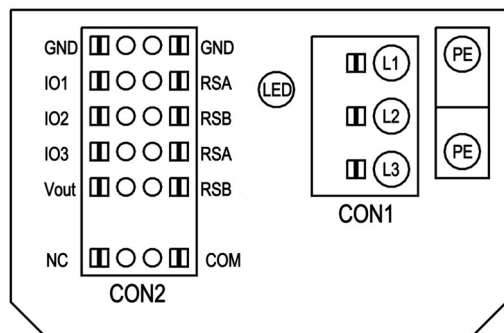 GND GND
IO1 RSA
IO2 RSB
IO3 RSA
Vout RSB
NC COM
CON2
LED
L1
L2
L3
CON1
PE
PE